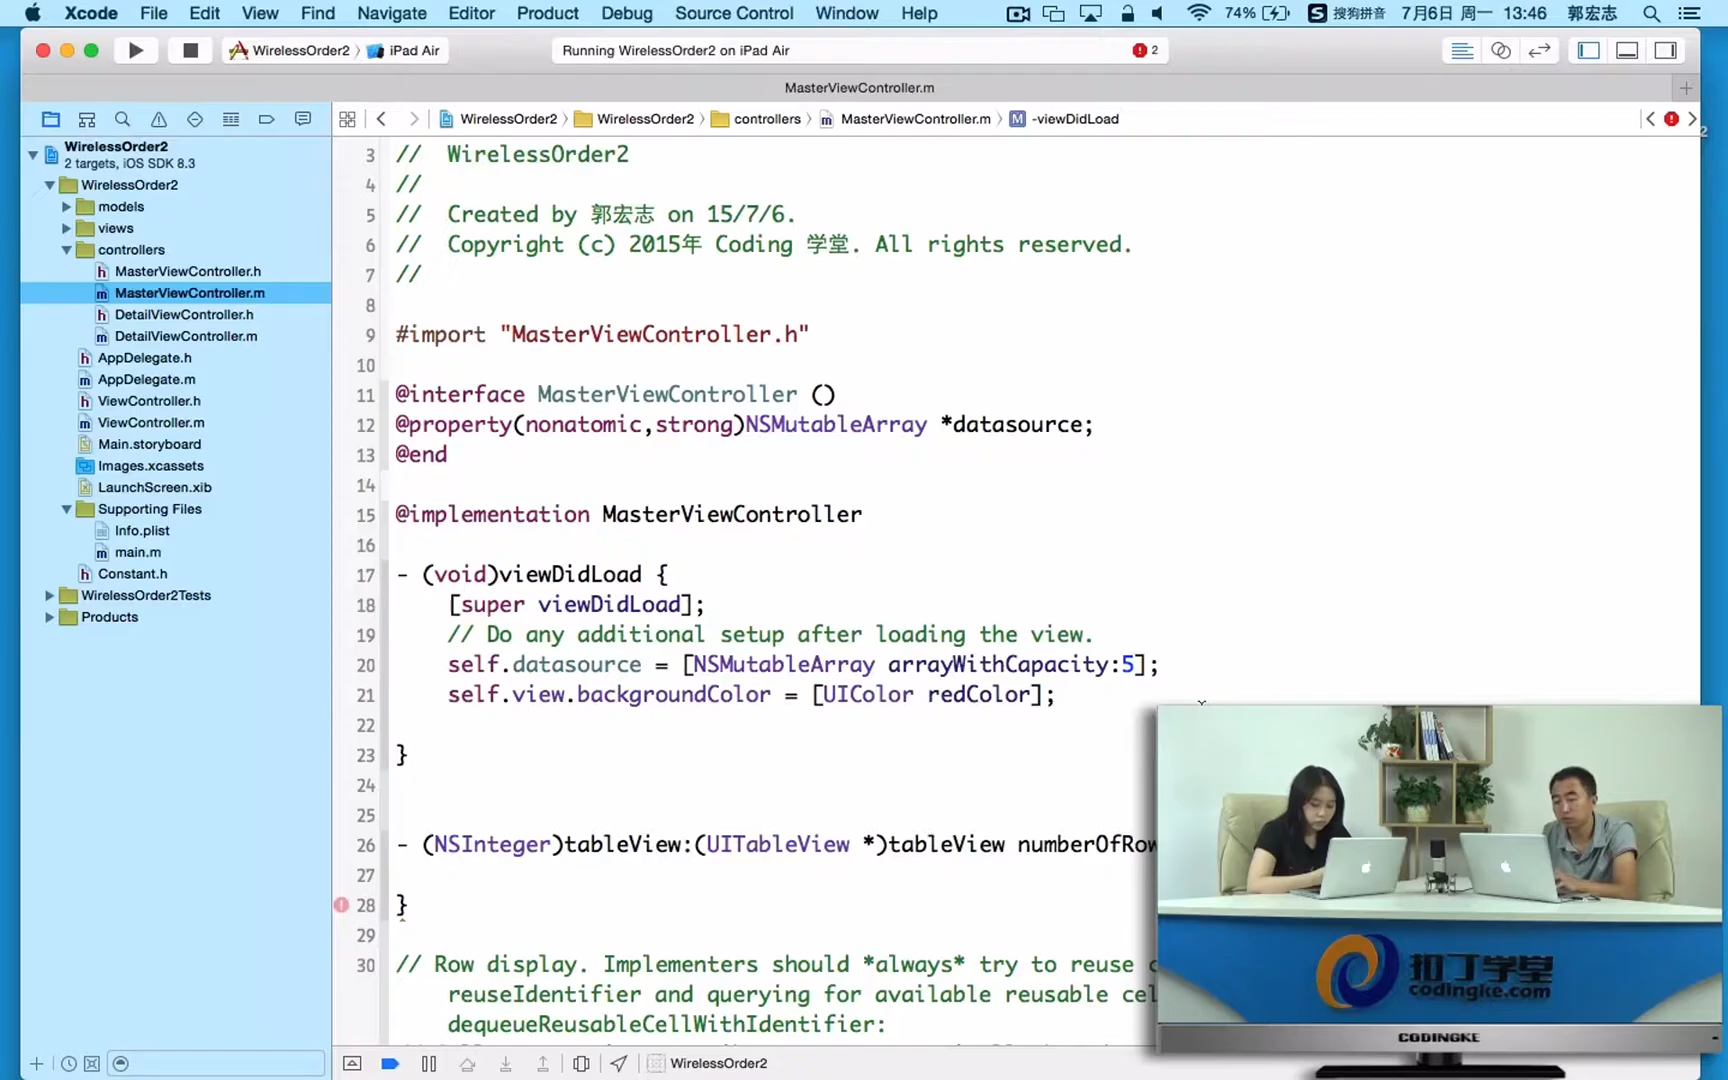 Xcode File Edit View Find Navigate Editor Product Debug Source Control Window Help 74% 搜狗拼音 7月6日 周一 13:46 郭宏志
WirelessOrder2 iPad Air Running WirelessOrder2 on iPad Air 2
MasterViewController.m
WirelessOrder2 WirelessOrder2 controllers MasterViewController.m -viewDidLoad
2
WirelessOrder2
2 targets, iOS SDK 8.3
WirelessOrder2
models
views
controllers
MasterViewController.h
MasterViewController.m
DetailViewController.h
DetailViewController.m
AppDelegate.h
AppDelegate.m
ViewController.h
ViewController.m
Main.storyboard
Images.xcassets
LaunchScreen.xib
Supporting Files
Info.plist
main.m
Constant.h
WirelessOrder2Tests
Products
3 // WirelessOrder2
4 //
5 // Created by 郭宏志 on 15/7/6.
6 // Copyright (c) 2015年 Coding 学堂. All rights reserved.
7 //
8
9 #import "MasterViewController.h"
10
11 @interface MasterViewController ()
12 @property(nonatomic,strong)NSMutableArray *datasource;
13 @end
14
15 @implementation MasterViewController
16
17 - (void)viewDidLoad {
18 [super viewDidLoad];
19 // Do any additional setup after loading the view.
20 self.datasource = [NSMutableArray arrayWithCapacity:5];
21 self.view.backgroundColor = [UIColor redColor];
22
23 }
24
25
26 - (NSInteger)tableView:(UITableView *)tableView numberOfRow
27
28 }
29
30 // Row display. Implementers should *always* try to reuse c
reuseIdentifier and querying for available reusable cel
dequeueReusableCellWithIdentifier:
WirelessOrder2
扣丁学堂
codingke.com
CODINGKE